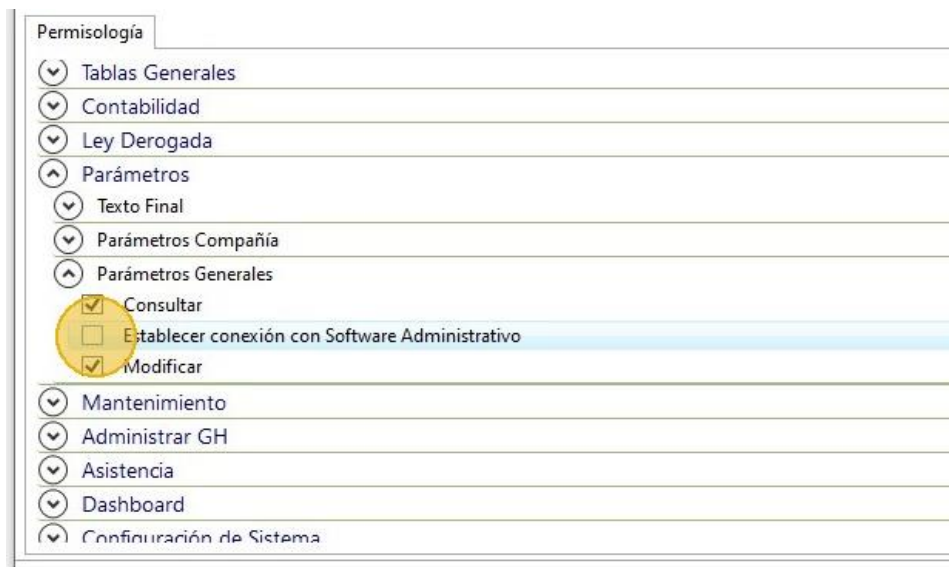 Permisología
Tablas Generales
Contabilidad
Ley Derogada
Parámetros
Texto Final
Parámetros Compañía
Parámetros Generales
Consultar
Establecer conexión con Software Administrativo
Modificar
Mantenimiento
Administrar GH
Asistencia
Dashboard
Configuración de Sistema